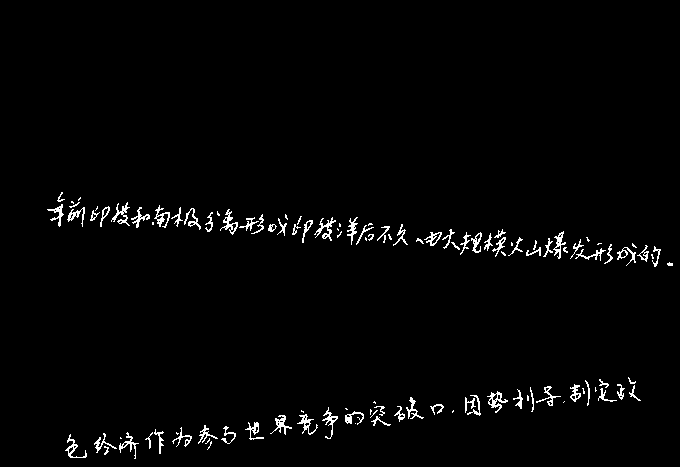 年前印度和南极分离形成印度洋后不久,由大规模火山爆发形成的.
色经济作为参与世界竞争的突破口,因势利导,制定政